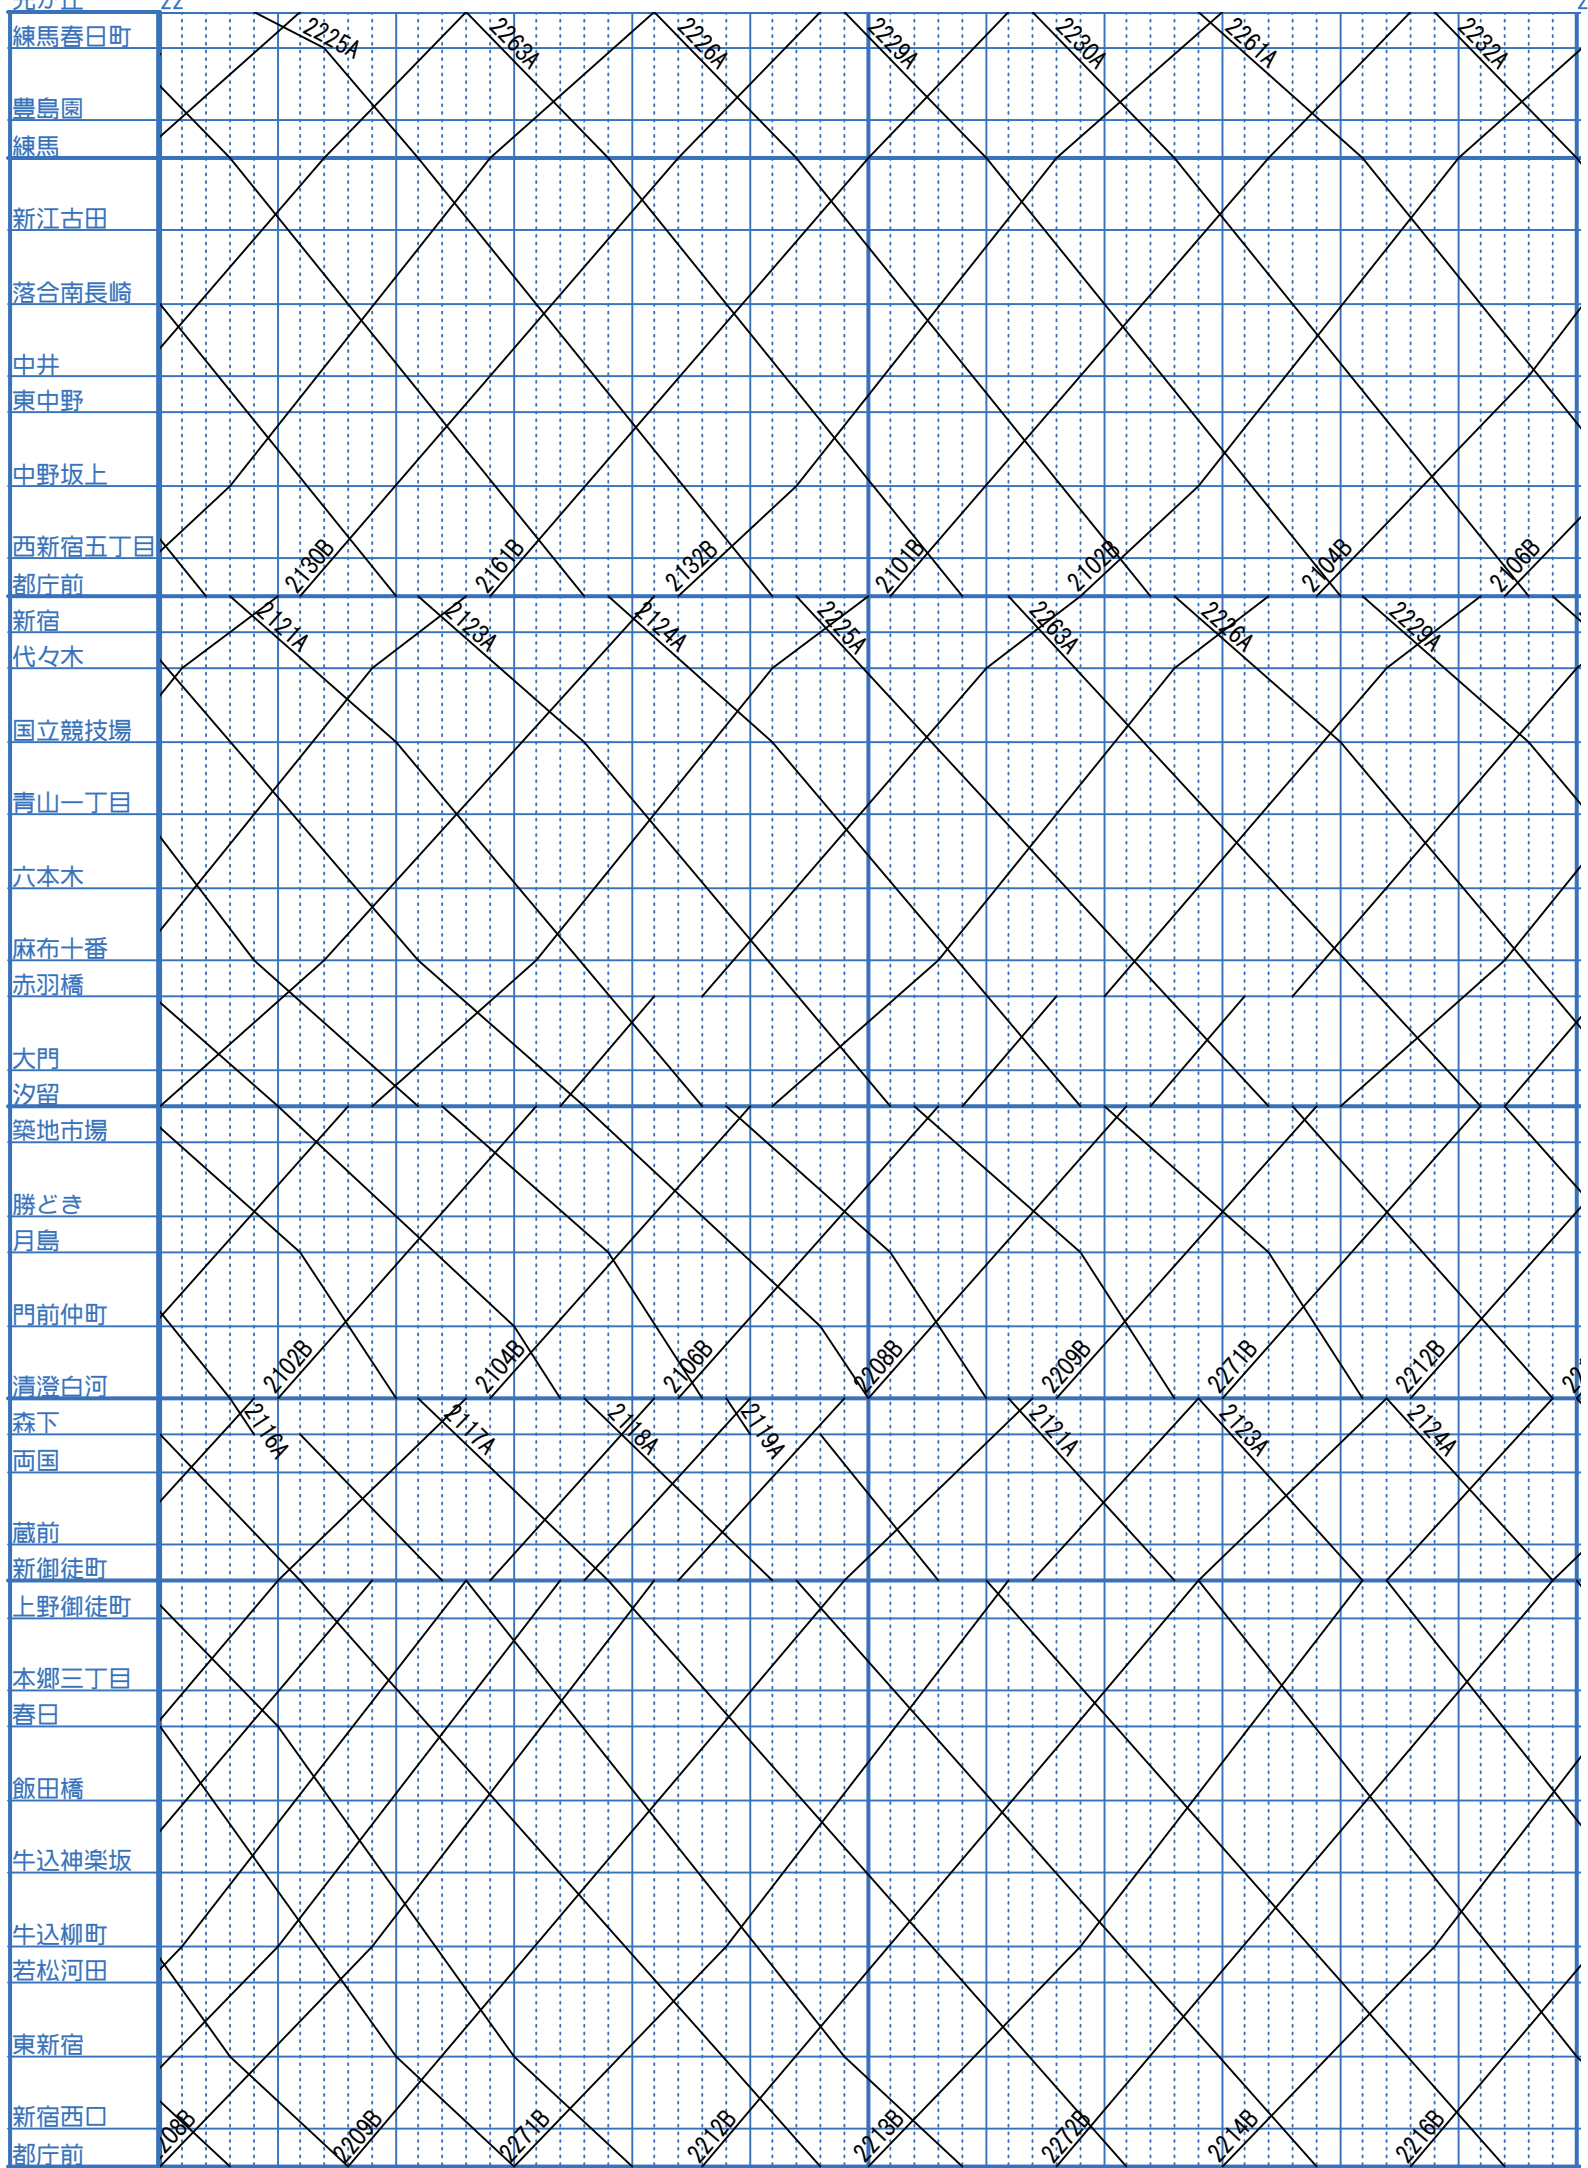 22
練馬春日町
2225A 2263A 2226A 2229A 2230A 2261A 2232A
豊島園
練馬
新江古田
落合南長崎
中井
東中野
中野坂上
西新宿五丁目
2130B 2161B 2132B 2101B 2102B 2104B 2106B
都庁前
新宿
2121A 2123A 2124A 2225A 2263A 2226A 2229A
代々木
国立競技場
青山一丁目
六本木
麻布十番
赤羽橋
大門
汐留
築地市場
勝どき
月島
門前仲町
2102B 2104B 2106B 2208B 2209B 2271B 2212B
清澄白河
森下
2116A 2117A 2118A 2119A 2121A 2123A 2124A
両国
蔵前
新御徒町
上野御徒町
本郷三丁目
春日
飯田橋
牛込神楽坂
牛込柳町
若松河田
東新宿
新宿西口
208B 2209B 2271B 2212B 2213B 2272B 2214B 2216B
都庁前